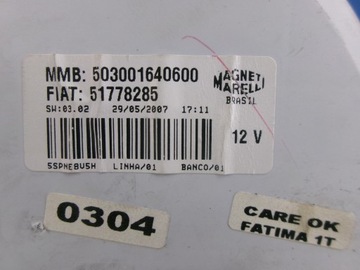 MMB: 503001640600
FIAT: 51778285
MAGNETI
MARELLI
BRASIL
SW:03.02 29/05/2007 17:11
12 V
5SPNEBV5H LINHA/01 BANCO/01
0304
CARE OK
FATIMA 1T